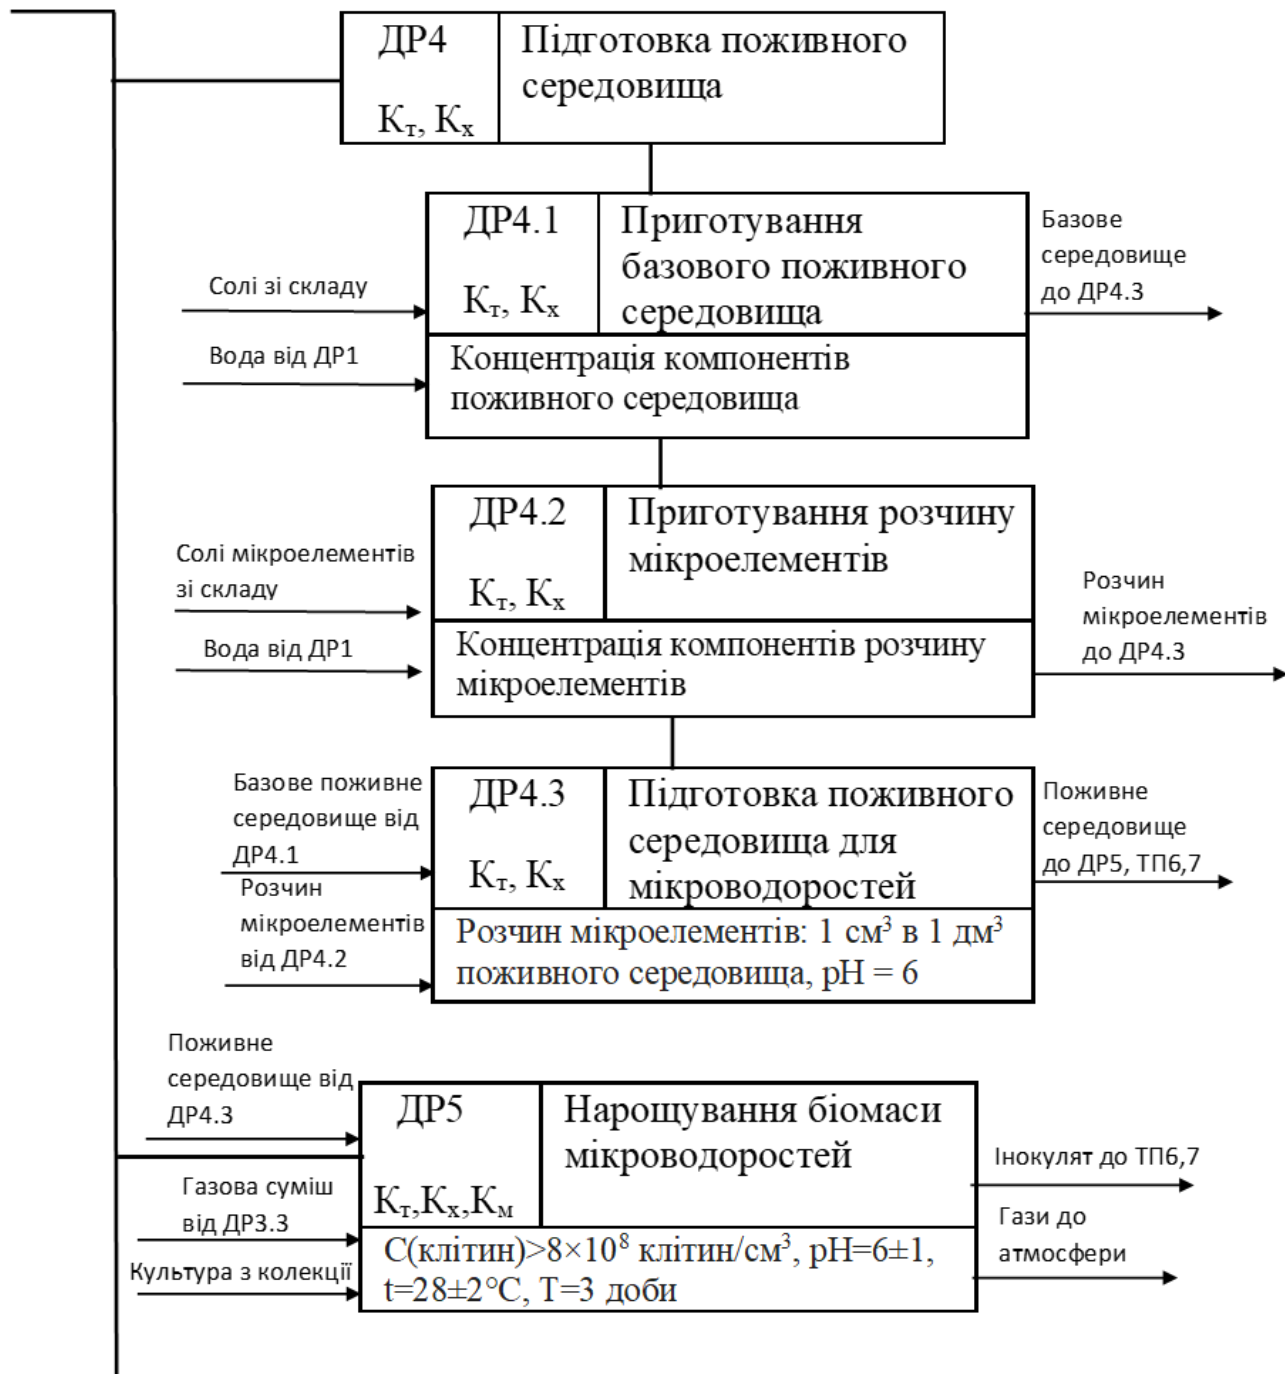 ДР4
Кт, Кх
Підготовка поживного
середовища
ДР4.1
Кт, Кх
Приготування
базового поживного
середовища
Солі зі складу
Вода від ДР1
Концентрація компонентів
поживного середовища
Базове
середовище
до ДР4.3
ДР4.2
Кт, Кх
Приготування розчину
мікроелементів
Солі мікроелементів
зі складу
Вода від ДР1
Концентрація компонентів розчину
мікроелементів
Розчин
мікроелементів
до ДР4.3
Базове поживне
середовище від
ДР4.1
Розчин
мікроелементів
від ДР4.2
ДР4.3
Кт, Кх
Підготовка поживного
середовища для
мікроводоростей
Розчин мікроелементів: 1 см³ в 1 дм³
поживного середовища, рН = 6
Поживне
середовище
до ДР5, ТП6,7
Поживне
середовище від
ДР4.3
Газова суміш
від ДР3.3
Культура з колекції
ДР5
Кт,Кх,Км
Нарощування біомаси
мікроводоростей
С(клітин)>8×10⁸ клітин/см³, рН=6±1,
t=28±2°С, Т=3 доби
Інокулят до ТП6,7
Гази до
атмосфери